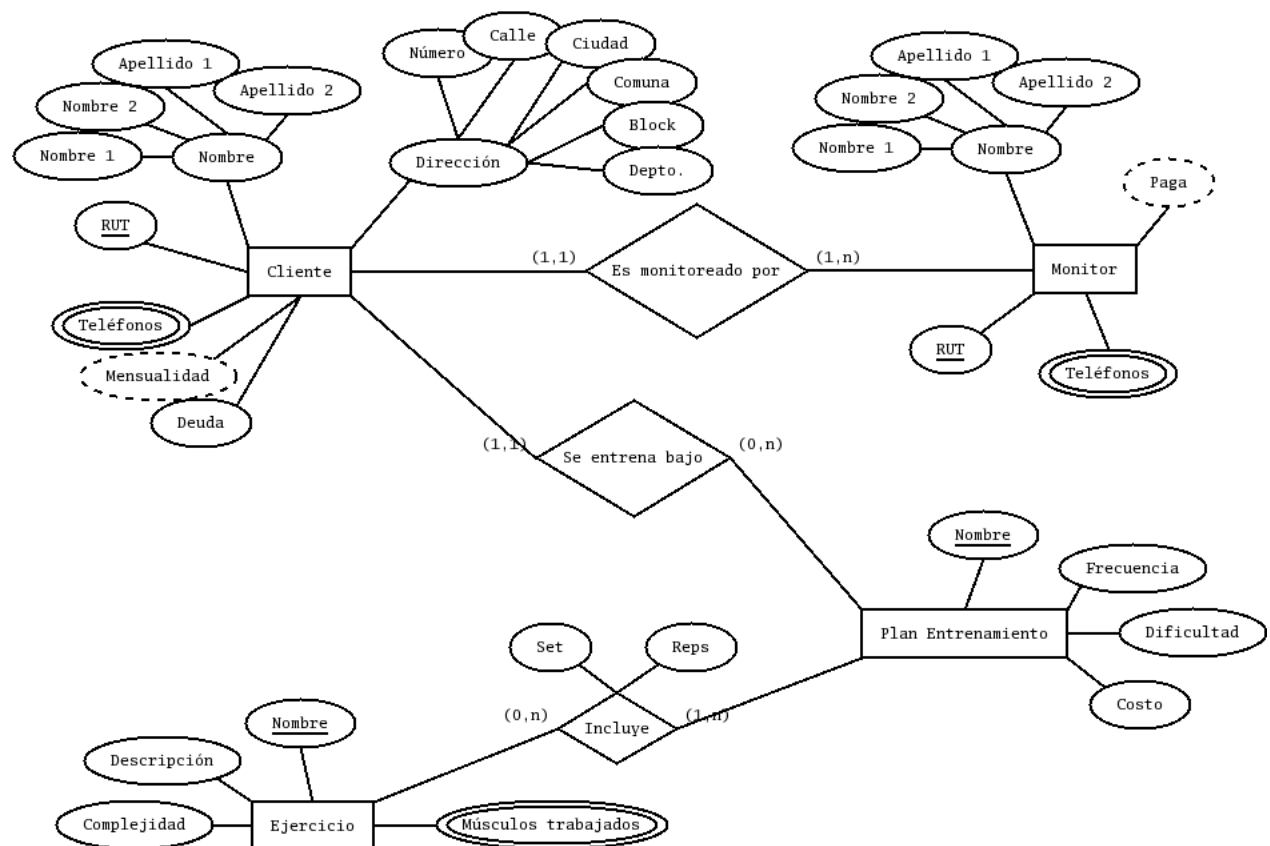 Número
Calle
Ciudad
Comuna
Block
Depto.
Dirección
Apellido 1
Apellido 2
Nombre 2
Nombre 1
Nombre
Apellido 1
Apellido 2
Nombre 2
Nombre 1
Nombre
Paga
RUT
Cliente
(1,1)
Es monitoreado por
(1,n)
Monitor
Teléfonos
Mensualidad
Deuda
RUT
Teléfonos
(1,1)
Se entrena bajo
(0,n)
Nombre
Frecuencia
Plan Entrenamiento
Dificultad
Costo
Set
Reps
(0,n)
Incluye
(1,n)
Nombre
Descripción
Complejidad
Ejercicio
Músculos trabajados